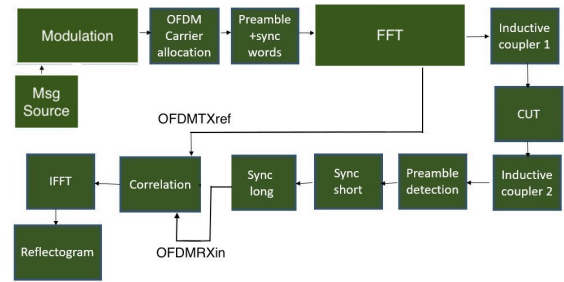 Modulation
OFDM
Carrier
allocation
Preamble
+sync
words
FFT
Inductive
coupler 1
Msg
Source
CUT
OFDMTXref
IFFT
Correlation
Sync
long
Sync
short
Preamble
detection
Inductive
coupler 2
Reflectogram
OFDMRXin